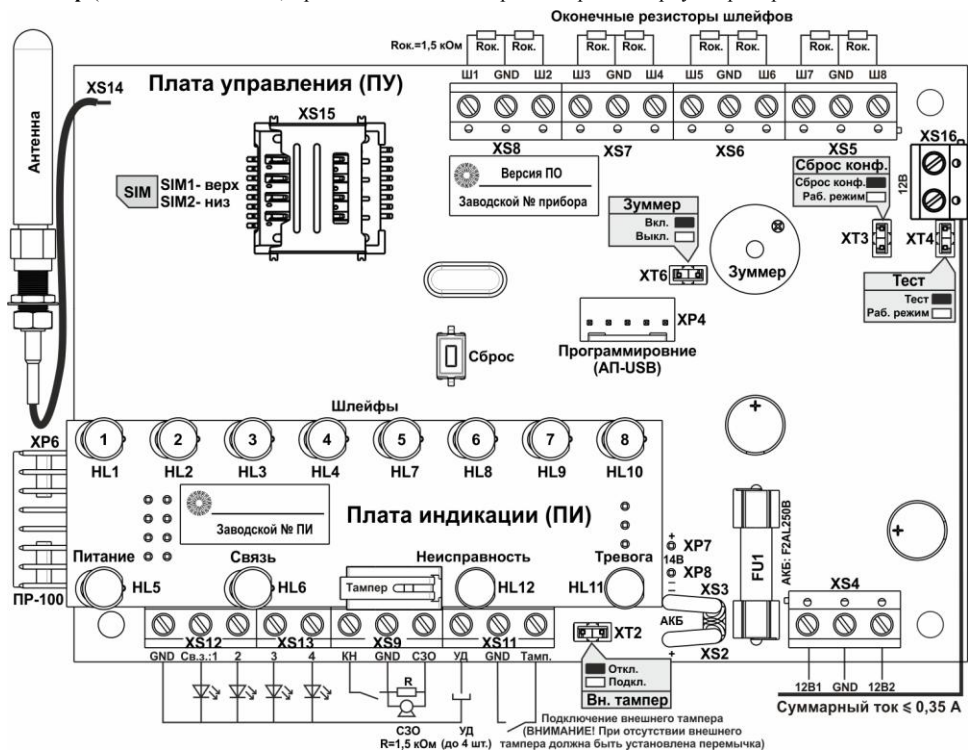 Оконечные резисторы шлейфов
Rок.=1,5 кОм Rок. Rок. Rок. Rок. Rок. Rок. Rок. Rок.
Ш1 GND Ш2 Ш3 GND Ш4 Ш5 GND Ш6 Ш7 GND Ш8
XS14
Плата управления (ПУ)
Антенна
XS15
XS8 XS7 XS6 XS5
XS16
12В
SIM
SIM1- верх
SIM2- низ
Версия ПО
Заводской № прибора
Сброс конф.
Сброс конф.
Раб. режим
Зуммер
Вкл.
Выкл.
XT6
Зуммер
XT3 XT4
Тест
Тест
Раб. режим
XP4
Программировние
(АП-USB)
Сброс
Шлейфы
XP6
1 2 3 4 5 6 7 8
HL1 HL2 HL3 HL4 HL7 HL8 HL9 HL10
Заводской № ПИ
Плата индикации (ПИ)
Питание Связь Неисправность Тревога
HL5 HL6 Тампер HL12 HL11
ПР-100
+ XP7
14В
– XP8
XS3
АКБ
XS2
+
FU1
АКБ: F2AL250В
+
+
XS4
XS12 XS13 XS9 XS11
XT2
GND Св.з.:1 2 3 4 КН GND СЗО УД GND Тамп.
Откл.
Подкл.
Вн. тампер
12В1 GND 12В2
Суммарный ток ⩽ 0,35 А
R
СЗО УД
R=1,5 кОм (до 4 шт.)
Подключение внешнего тампера
(ВНИМАНИЕ! При отсутствии внешнего
тампера должна быть установлена перемычка)